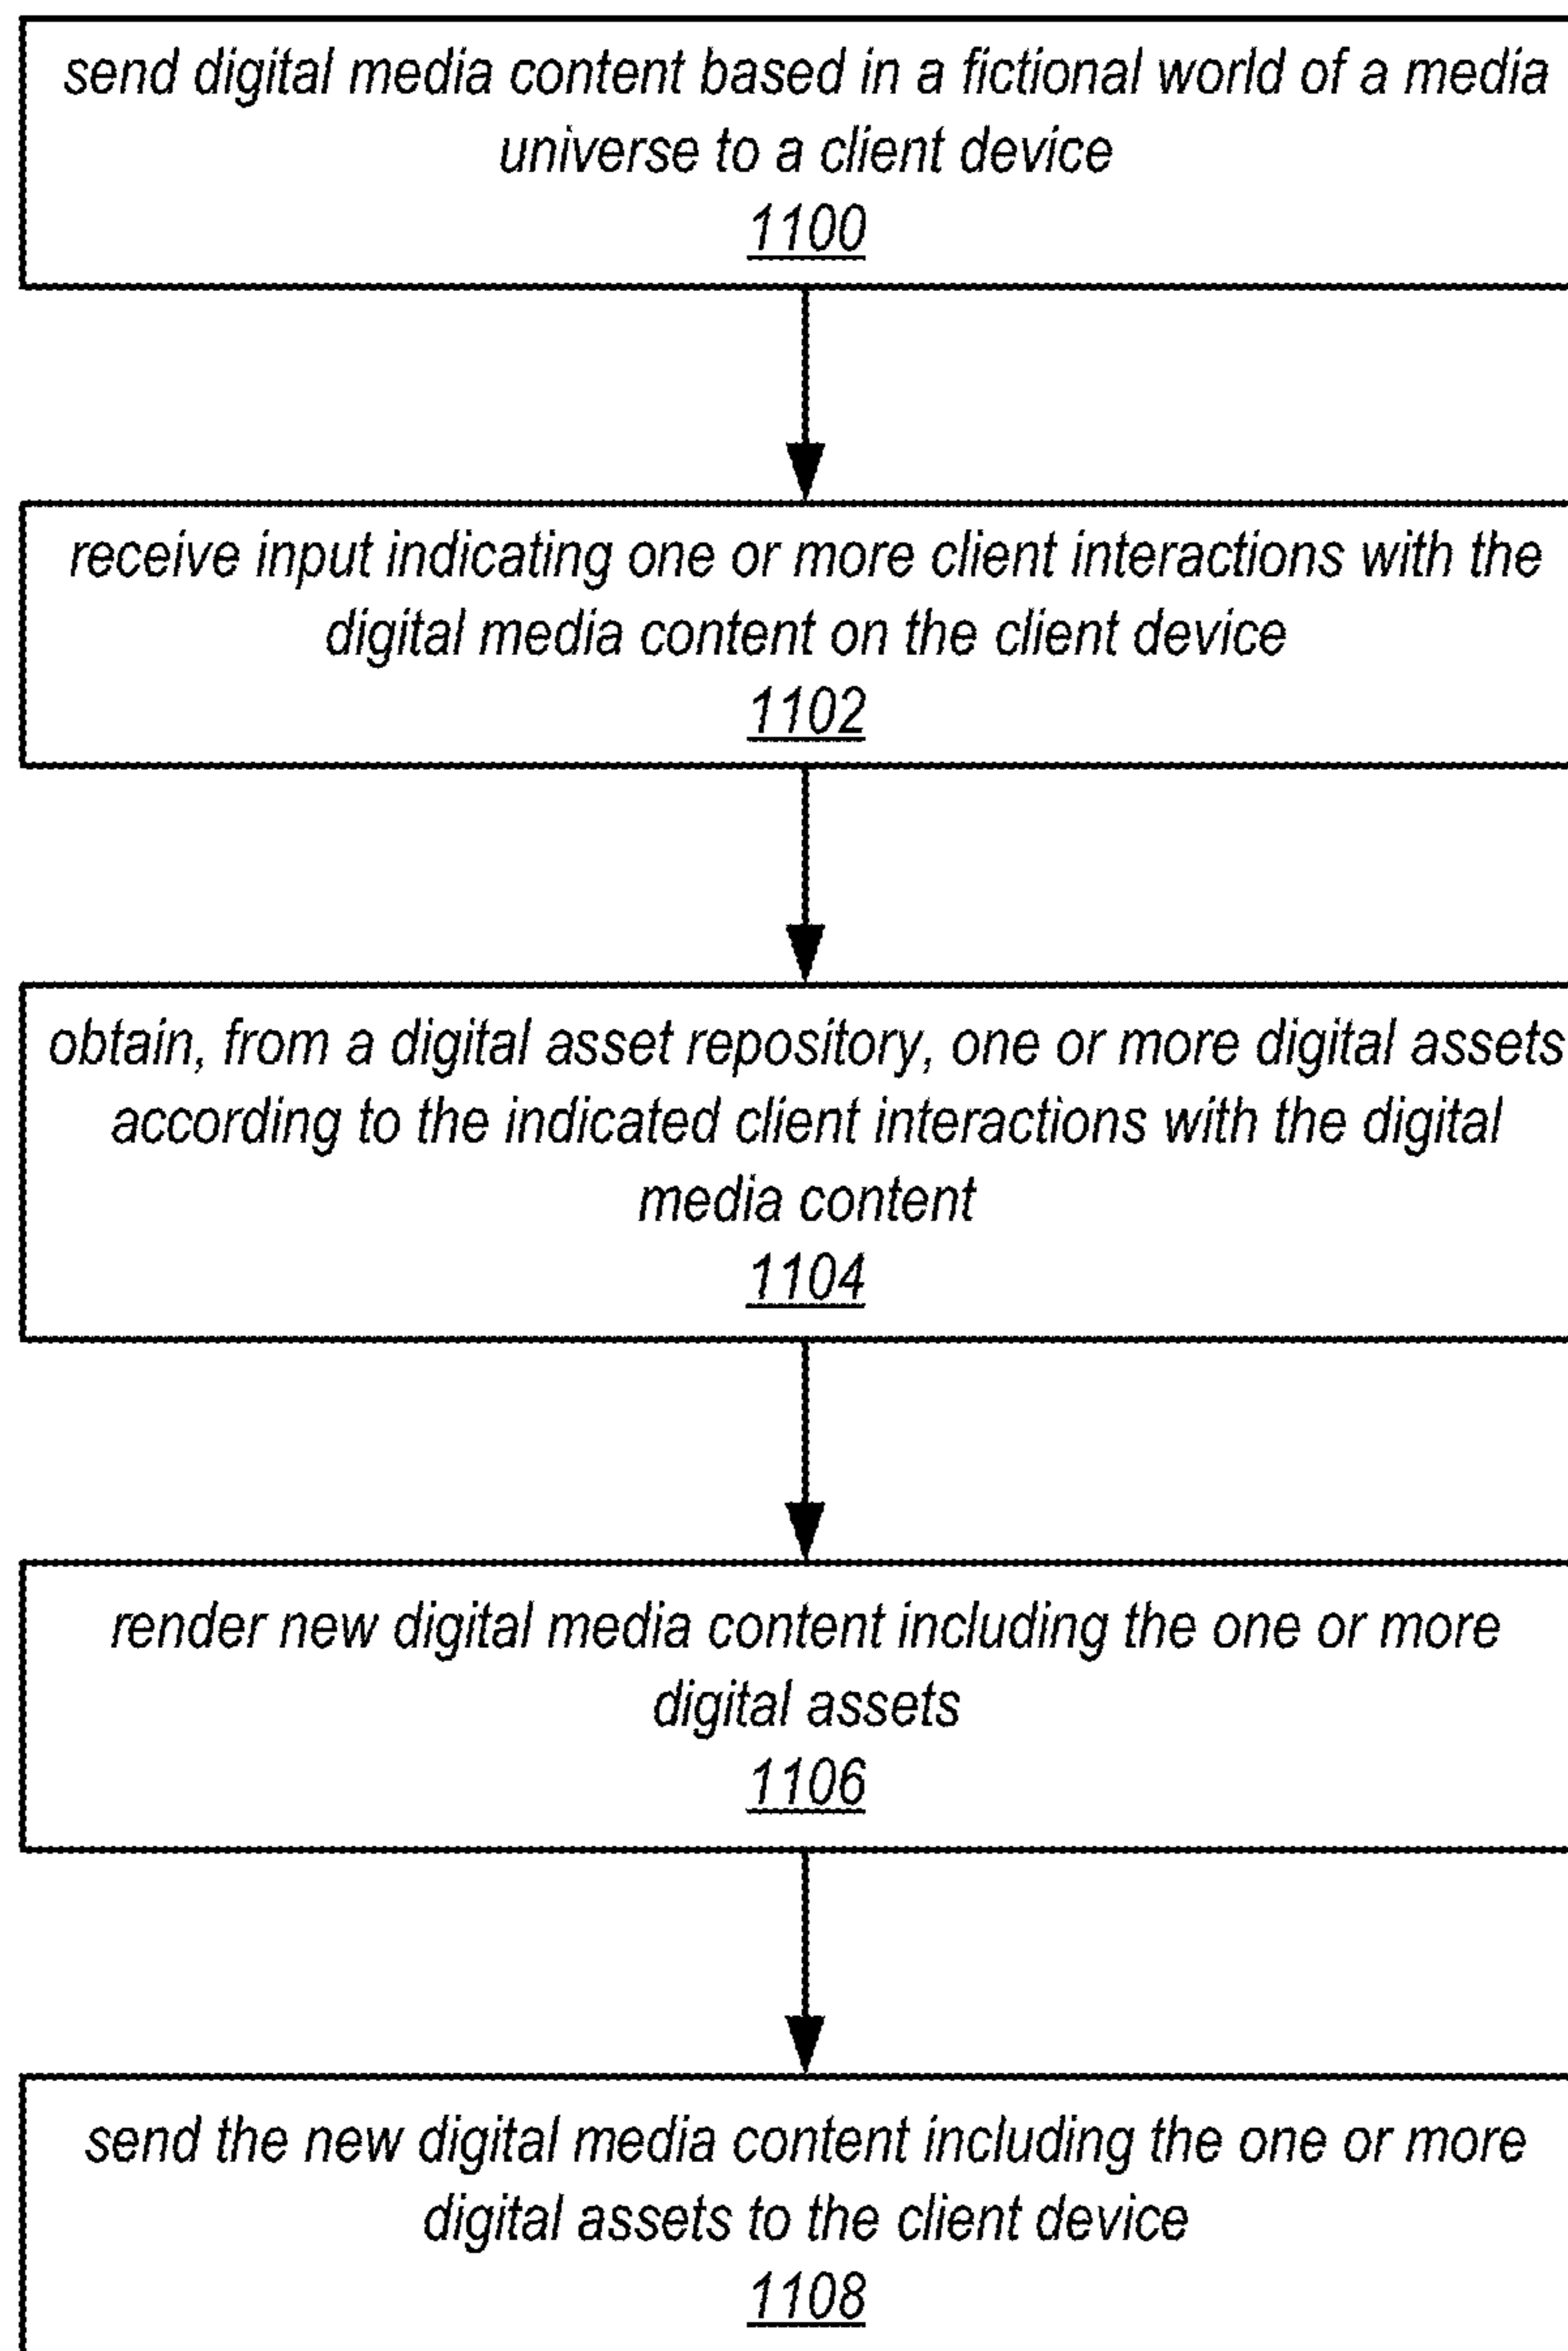 send digital media content based in a fictional world of a media
universe to a client device
1100
receive input indicating one or more client interactions with the
digital media content on the client device
1102
obtain, from a digital asset repository, one or more digital assets
according to the indicated client interactions with the digital
media content
1104
render new digital media content including the one or more
digital assets
1106
send the new digital media content including the one or more
digital assets to the client device
1108